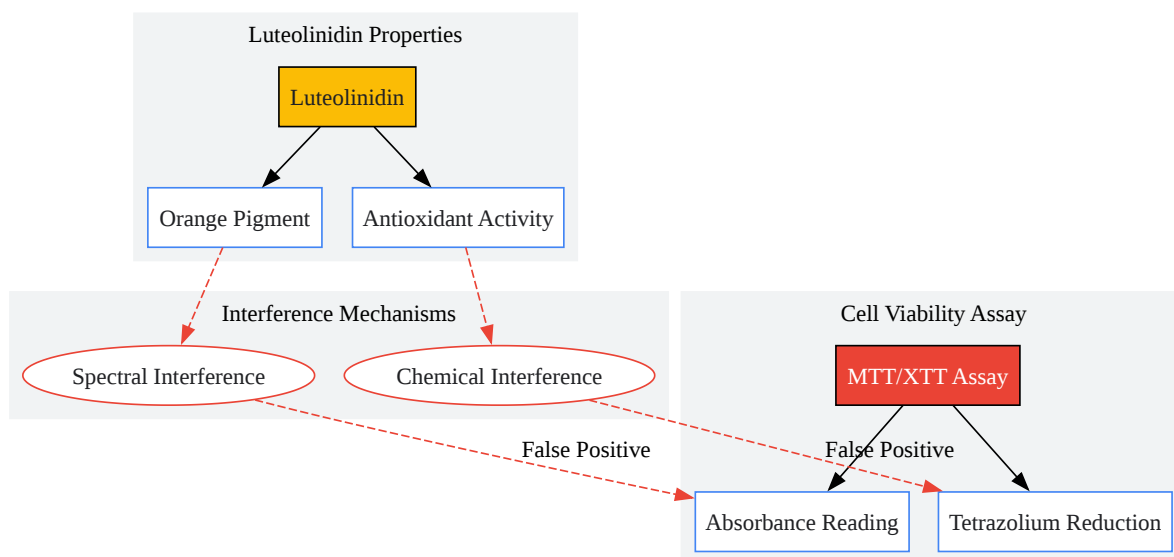 Luteolinidin Properties
Luteolinidin
Orange Pigment
Antioxidant Activity
Interference Mechanisms
Cell Viability Assay
Spectral Interference
Chemical Interference
MTT/XTT Assay
False Positive
False Positive
Absorbance Reading
Tetrazolium Reduction